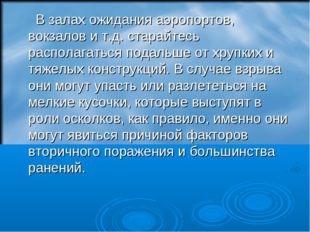 В залах ожидания аэропортов,
вокзалов и т,д, старайтесь
располагаться подальше от хрупких и
тяжелых конструкций. В случае взрыва
они могут упасть или разлететься на
мелкие кусочки, которые выступят в
роли осколков, как правило, именно они
могут явиться причиной факторов
вторичного поражения и большинства
ранений.